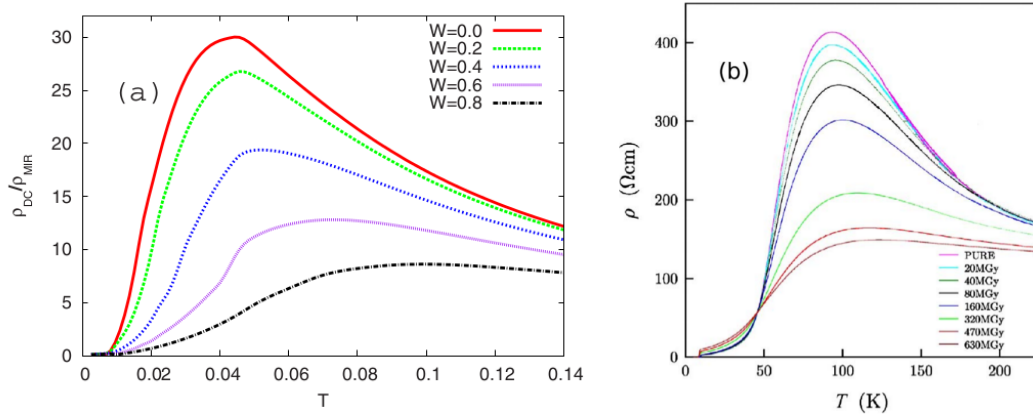 W=0.0
W=0.2
W=0.4
W=0.6
W=0.8
(a)
ρDC/ρMIR
30
25
20
15
10
5
0
0 0.02 0.04 0.06 0.08 0.1 0.12 0.14
T
(b)
ρ (Ωcm)
400
300
200
100
0
PURE
20MGy
40MGy
80MGy
160MGy
320MGy
470MGy
630MGy
0 50 100 150 200
T (K)